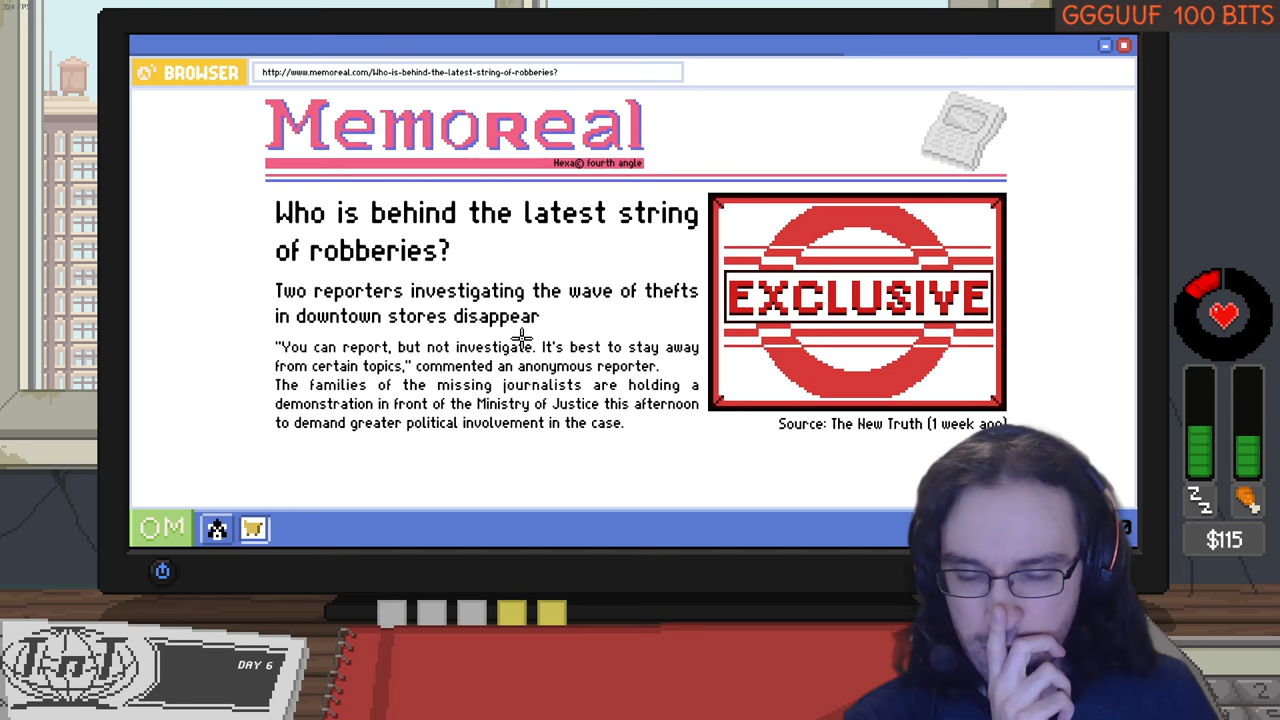 GGGUUF 100 BITS
BROWSER
http://www.memoreal.com/Who-is-behind-the-latest-string-of-robberies?
Memoreal
Hexa© fourth angle
Who is behind the latest string
of robberies?
Two reporters investigating the wave of thefts
in downtown stores disappear
"You can report, but not investigate. It's best to stay away
from certain topics," commented an anonymous reporter.
The families of the missing journalists are holding a
demonstration in front of the Ministry of Justice this afternoon
to demand greater political involvement in the case.
EXCLUSIVE
Source: The New Truth (1 week ago)
OM
$115
TnT
DAY 6